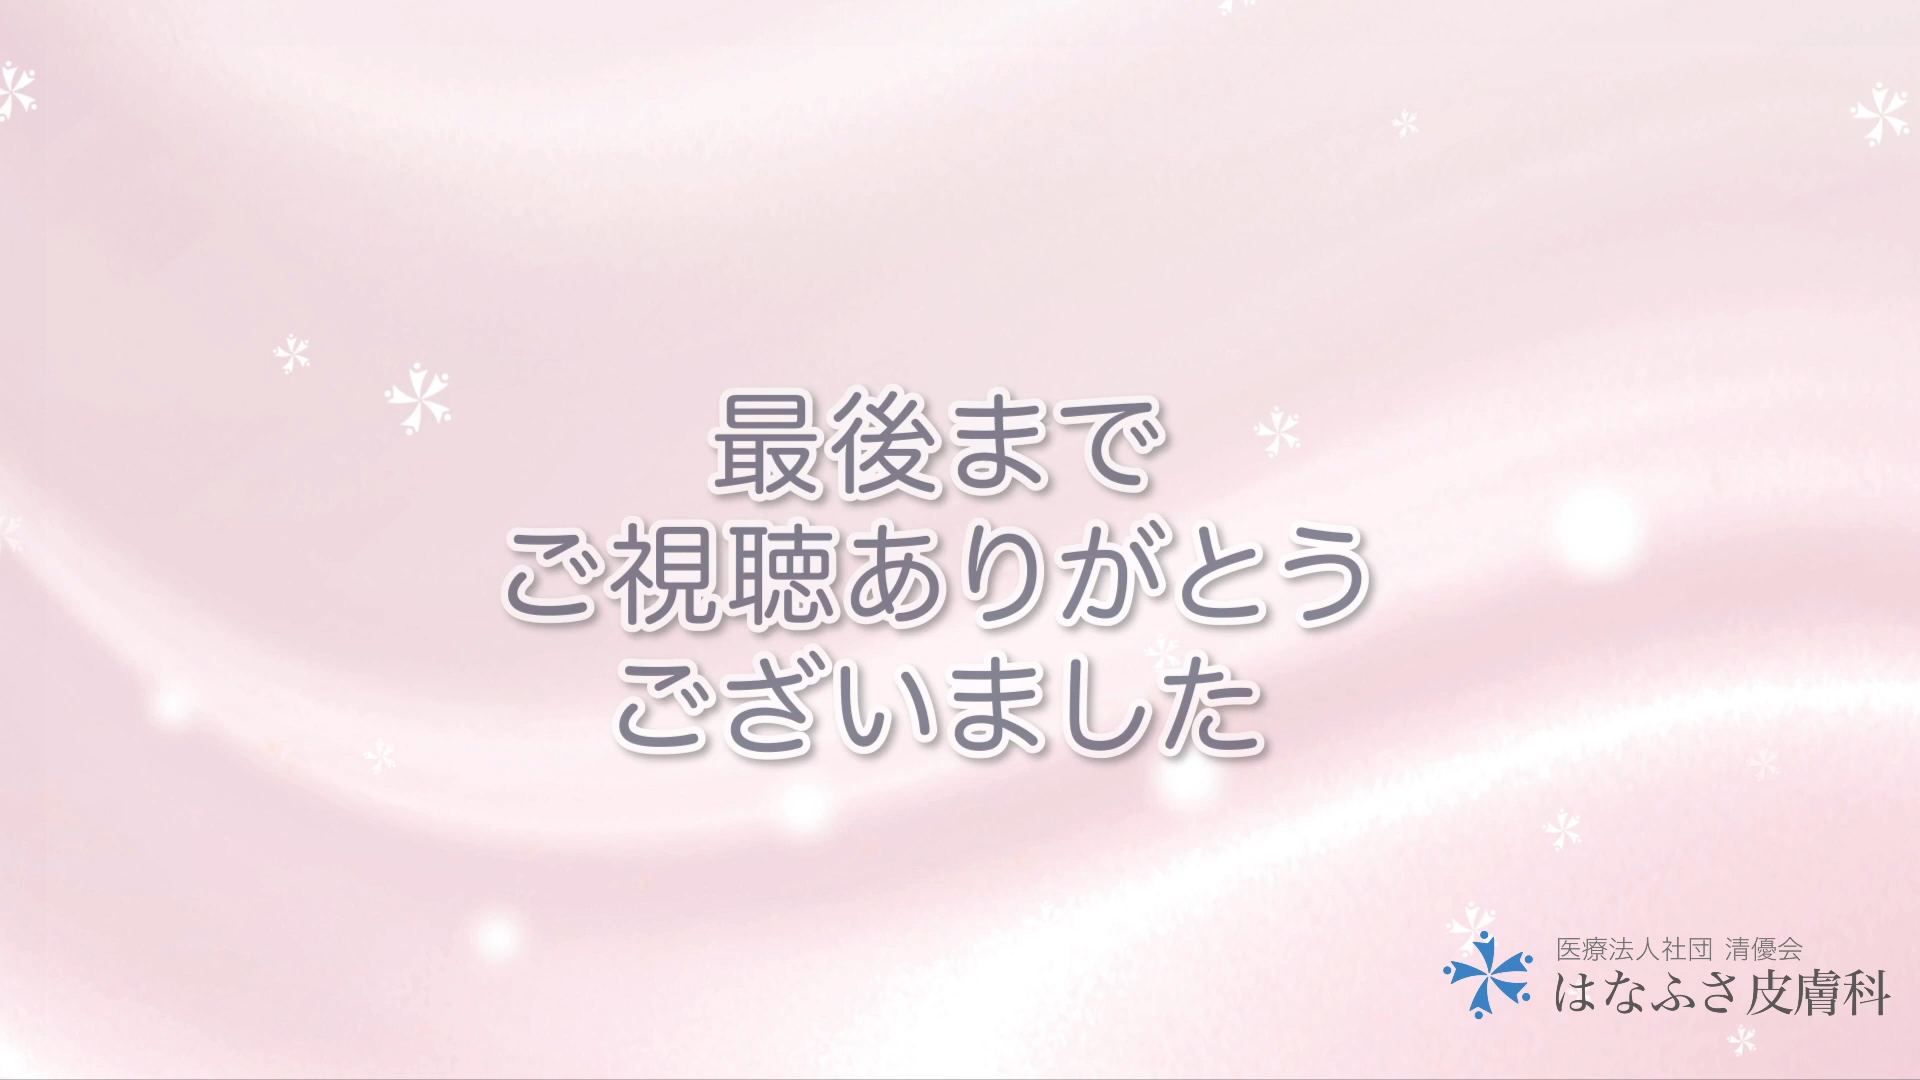 最後まで
ご視聴ありがとう
ございました
医療法人社団 清優会
はなふさ皮膚科